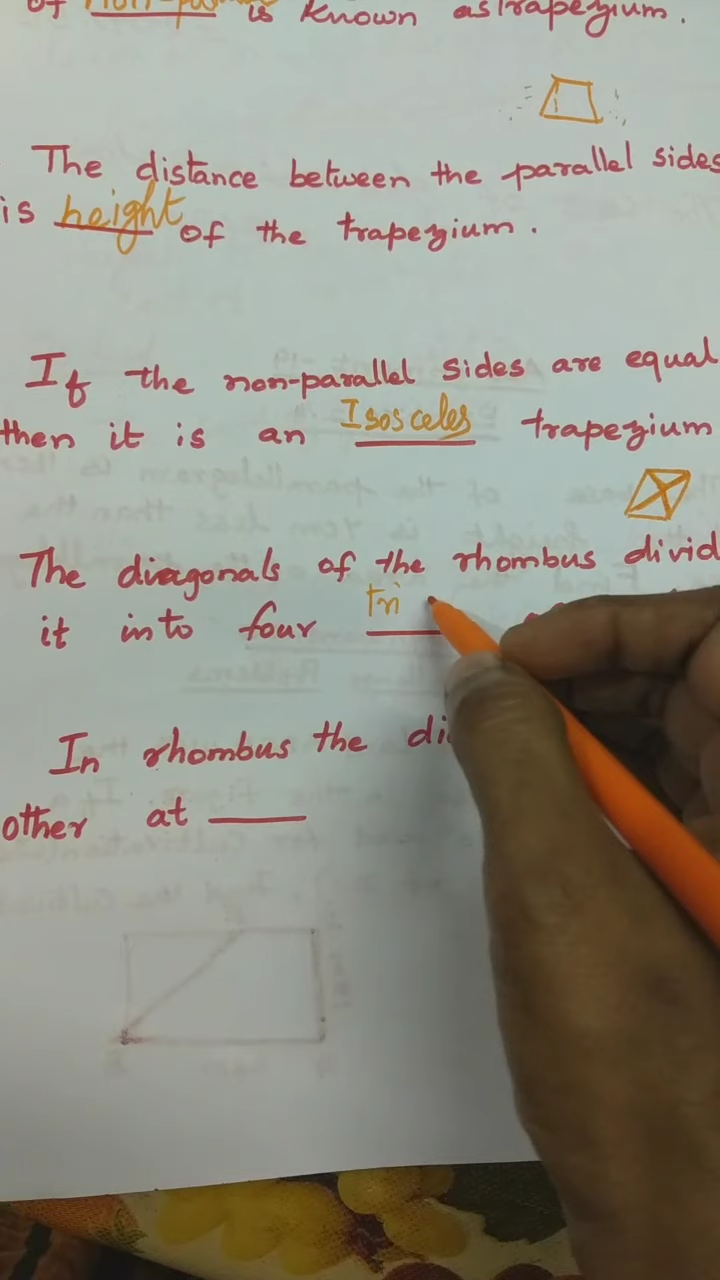 is known as Trapezium.
The distance between the parallel sides
is height of the trapezium.
If the non-parallel sides are equal
then it is an Isosceles trapezium
The diagonals of the rhombus divid
it into four tri
In rhombus the di
other at